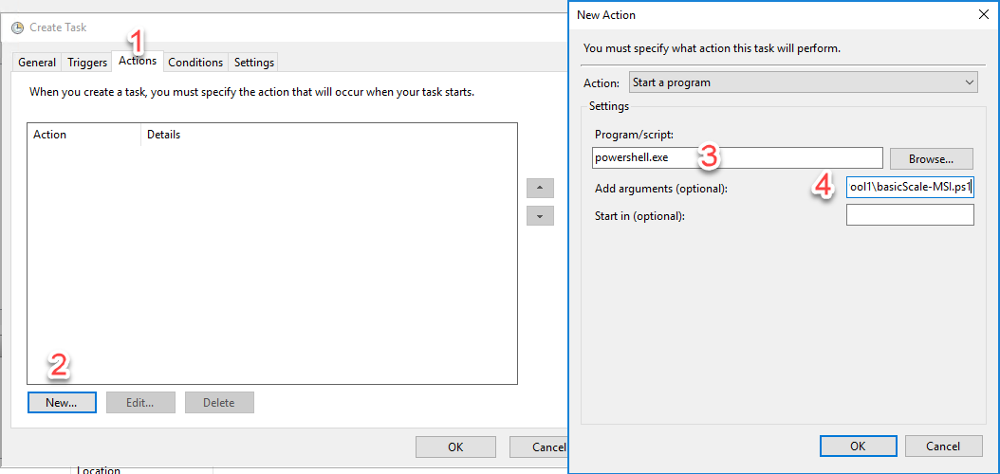 Create Task
1
General Triggers Actions Conditions Settings
When you create a task, you must specify the action that will occur when your task starts.
Action Details
2
New... Edit... Delete
OK Cancel
Location
New Action
You must specify what action this task will perform.
Action: Start a program
Settings
Program/script:
powershell.exe 3 Browse...
Add arguments (optional): 4 ool1\basicScale-MSI.ps1
Start in (optional):
OK Cancel